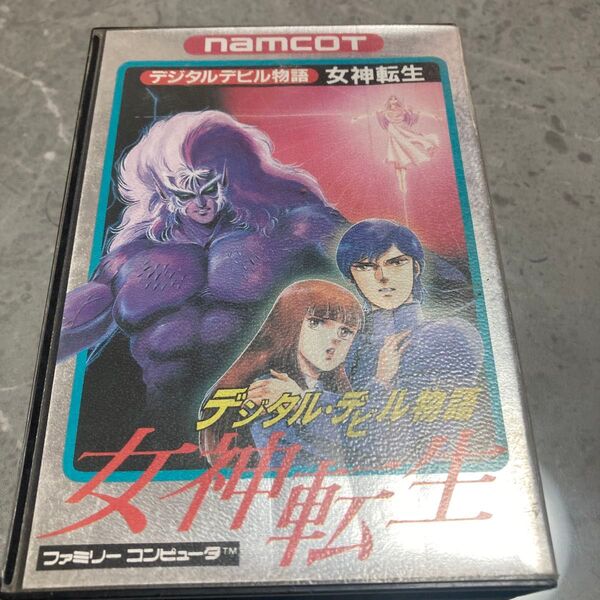 namcoT
デジタルデビル物語 女神転生
デジタル・デビル物語
女神転生
ファミリー コンピュータ™